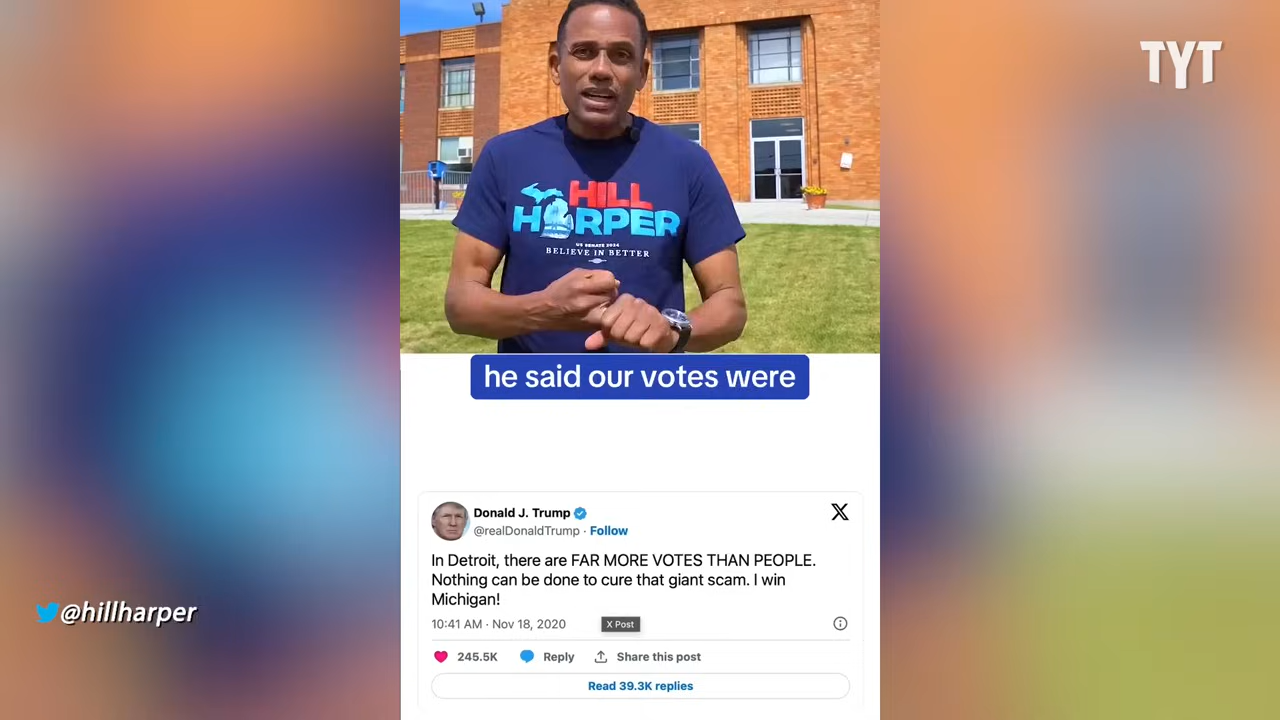 TYT
HILL
HARPER
US SENATE 2024
BELIEVE IN BETTER
he said our votes were
Donald J. Trump
@realDonaldTrump · Follow
X
In Detroit, there are FAR MORE VOTES THAN PEOPLE.
Nothing can be done to cure that giant scam. I win
Michigan!
10:41 AM · Nov 18, 2020
X Post
245.5K Reply Share this post
Read 39.3K replies
@hillharper